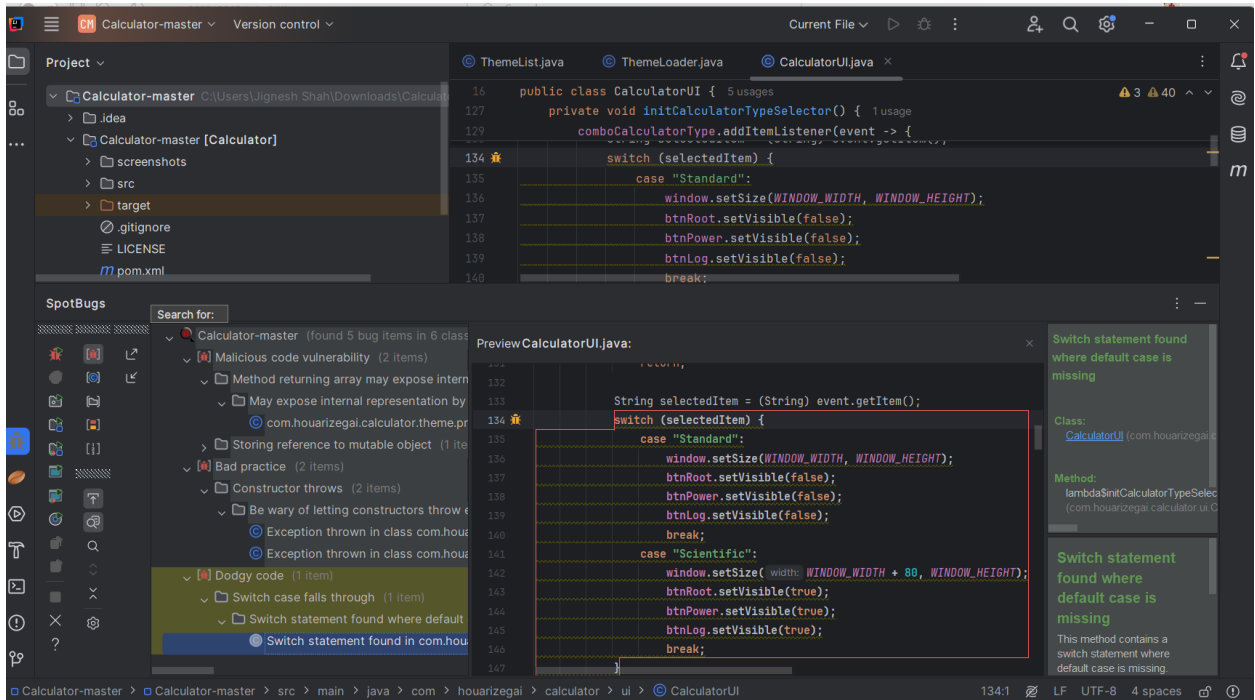 CM Calculator-master Version control Current File
Project
ThemeList.java ThemeLoader.java CalculatorUI.java
Calculator-master C:\Users\Jignesh Shah\Downloads\Calculat
.idea
Calculator-master [Calculator]
screenshots
src
target
.gitignore
LICENSE
pom.xml
3 40
16 public class CalculatorUI { 5 usages
127 private void initCalculatorTypeSelector() { 1 usage
129 comboCalculatorType.addItemListener(event -> {
134 switch (selectedItem) {
135 case "Standard":
136 window.setSize(WINDOW_WIDTH, WINDOW_HEIGHT);
137 btnRoot.setVisible(false);
138 btnPower.setVisible(false);
139 btnLog.setVisible(false);
140 break;
SpotBugs
Search for:
Calculator-master (found 5 bug items in 6 class
Malicious code vulnerability (2 items)
Method returning array may expose intern
May expose internal representation by
com.houarizegai.calculator.theme.pr
Storing reference to mutable object (1 ite
Bad practice (2 items)
Constructor throws (2 items)
Be wary of letting constructors throw e
Exception thrown in class com.houa
Exception thrown in class com.houa
Dodgy code (1 item)
Switch case falls through (1 item)
Switch statement found where default
Switch statement found in com.hou
Preview CalculatorUI.java:
132
133 String selectedItem = (String) event.getItem();
134 switch (selectedItem) {
135 case "Standard":
136 window.setSize(WINDOW_WIDTH, WINDOW_HEIGHT);
137 btnRoot.setVisible(false);
138 btnPower.setVisible(false);
139 btnLog.setVisible(false);
140 break;
141 case "Scientific":
142 window.setSize( width: WINDOW_WIDTH + 80, WINDOW_HEIGHT);
143 btnRoot.setVisible(true);
144 btnPower.setVisible(true);
145 btnLog.setVisible(true);
146 break;
147 }
Switch statement found
where default case is
missing
Class:
CalculatorUI (com.houarizegai.c
Method:
lambda$initCalculatorTypeSelec
(com.houarizegai.calculator.ui.C
Switch statement
found where
default case is
missing
This method contains a
switch statement where
default case is missing.
Calculator-master > Calculator-master > src > main > java > com > houarizegai > calculator > ui > CalculatorUI 134:1 LF UTF-8 4 spaces